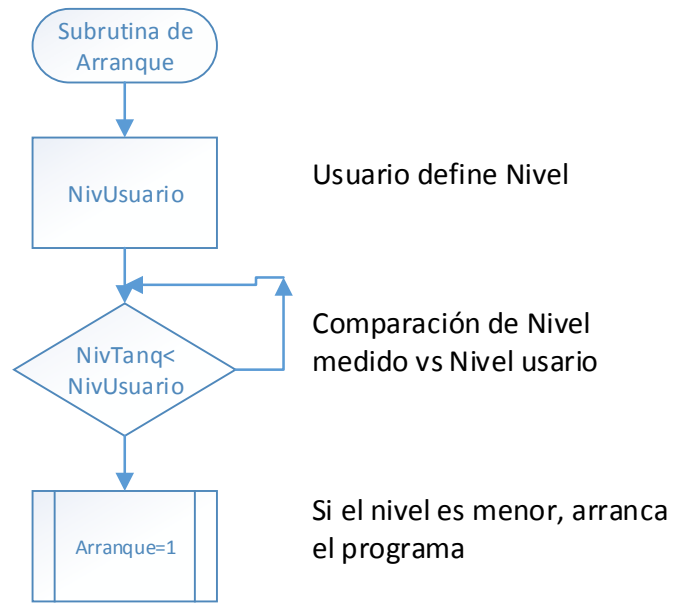 Subrutina de
Arranque
NivUsuario
Usuario define Nivel
NivTanq<
NivUsuario
Comparación de Nivel
medido vs Nivel usario
Arranque=1
Si el nivel es menor, arranca
el programa